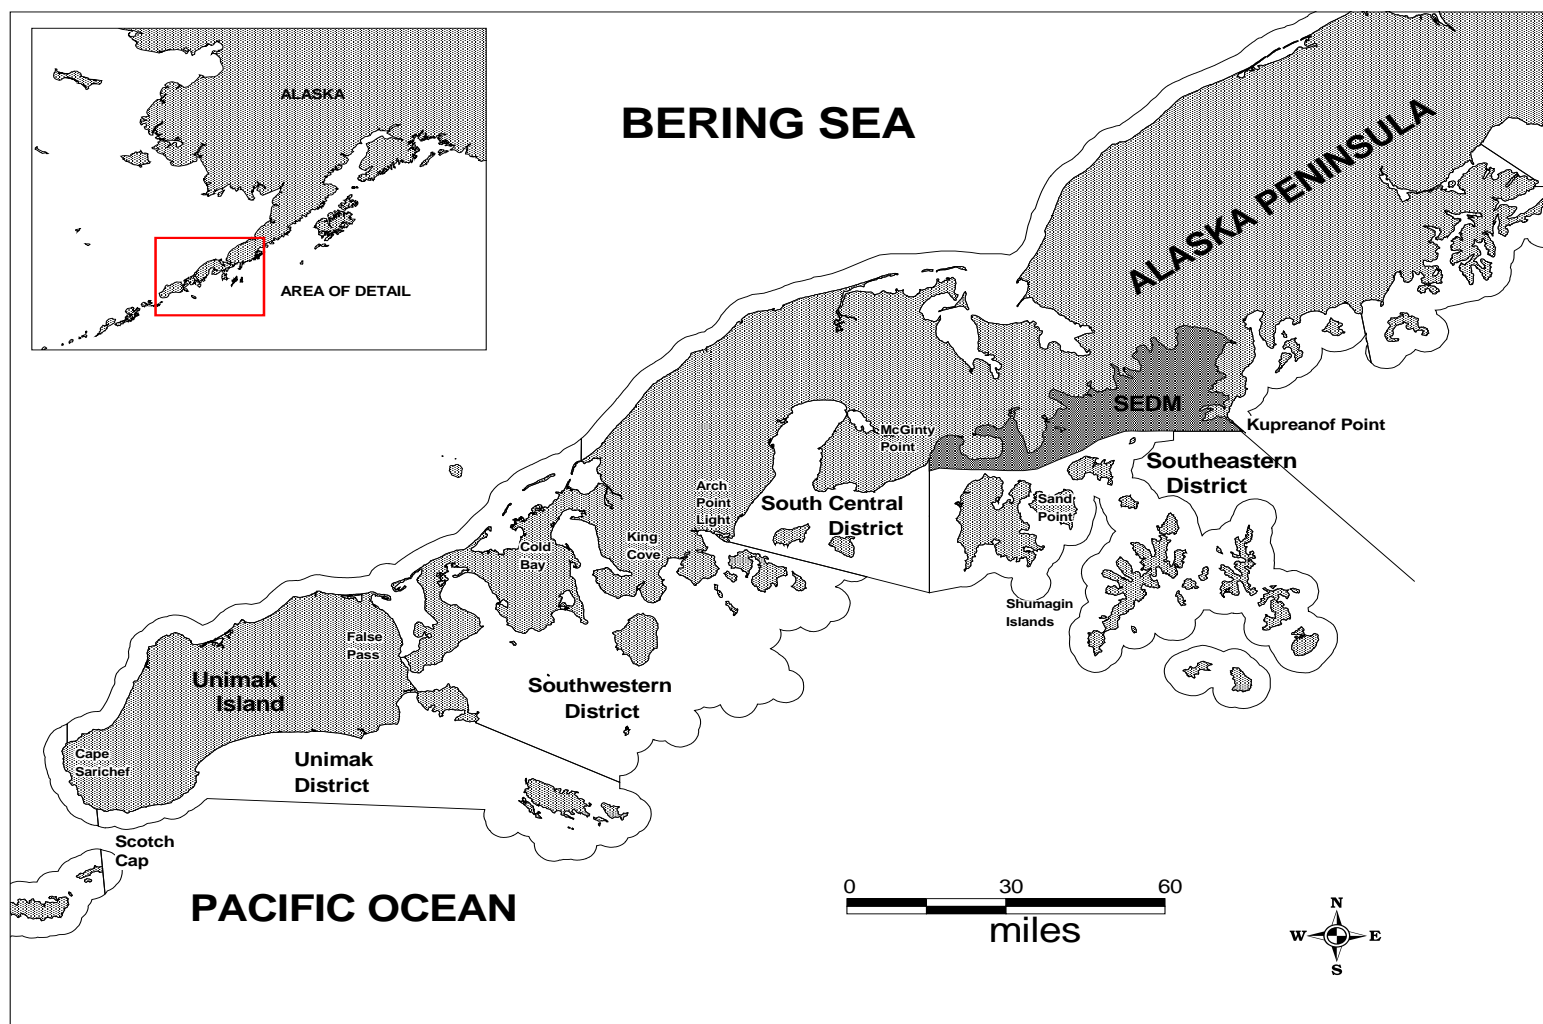 ALASKA
AREA OF DETAIL
BERING SEA
ALASKA PENINSULA
SEDM
Kupreanof Point
McGinty
Point
Southeastern
District
Arch
Point
Light
South Central
District
Sand
Point
King
Cove
Cold
Bay
Shumagin
Islands
False
Pass
Unimak
Island
Southwestern
District
Cape
Sarichef
Unimak
District
Scotch
Cap
PACIFIC OCEAN
0 30 60
miles
N
W E
S